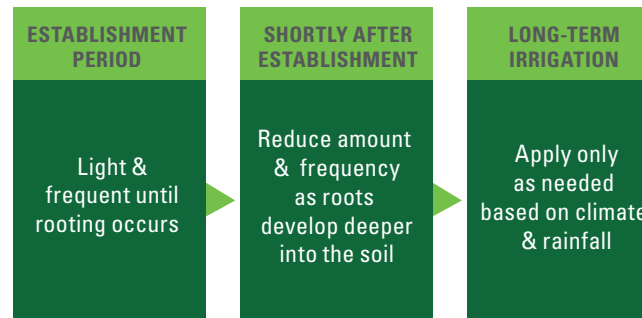 ESTABLISHMENT
PERIOD
Light &
frequent until
rooting occurs
SHORTLY AFTER
ESTABLISHMENT
Reduce amount
& frequency
as roots
develop deeper
into the soil
LONG-TERM
IRRIGATION
Apply only
as needed
based on climate
& rainfall